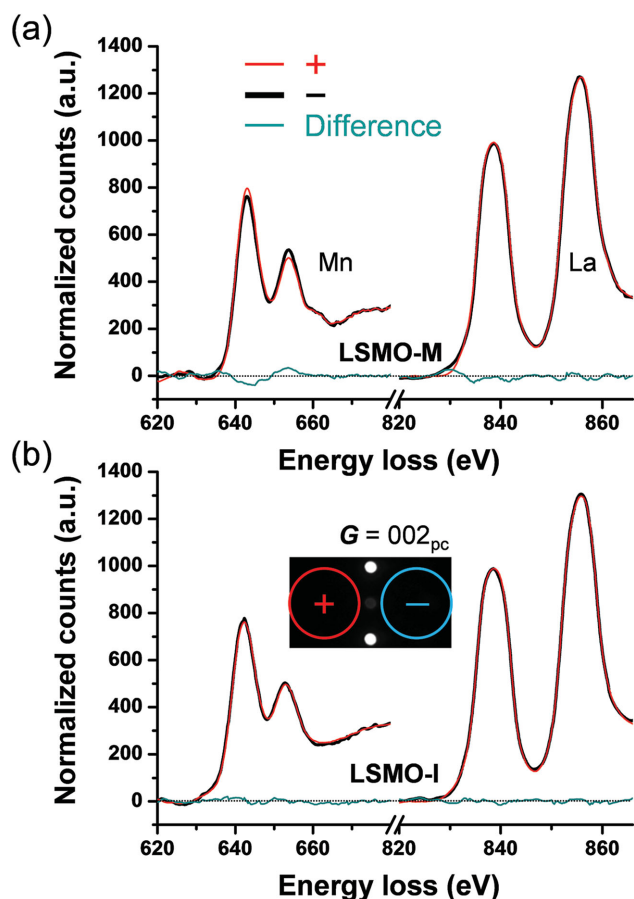 (a)
1400
1200
1000
800
600
400
200
0
Normalized counts (a.u.)
+
−
Difference
Mn
La
LSMO-M
620 640 660 820 840 860
Energy loss (eV)
(b)
1400
1200
1000
800
600
400
200
0
Normalized counts (a.u.)
G = 002pc
+ −
LSMO-I
620 640 660 820 840 860
Energy loss (eV)